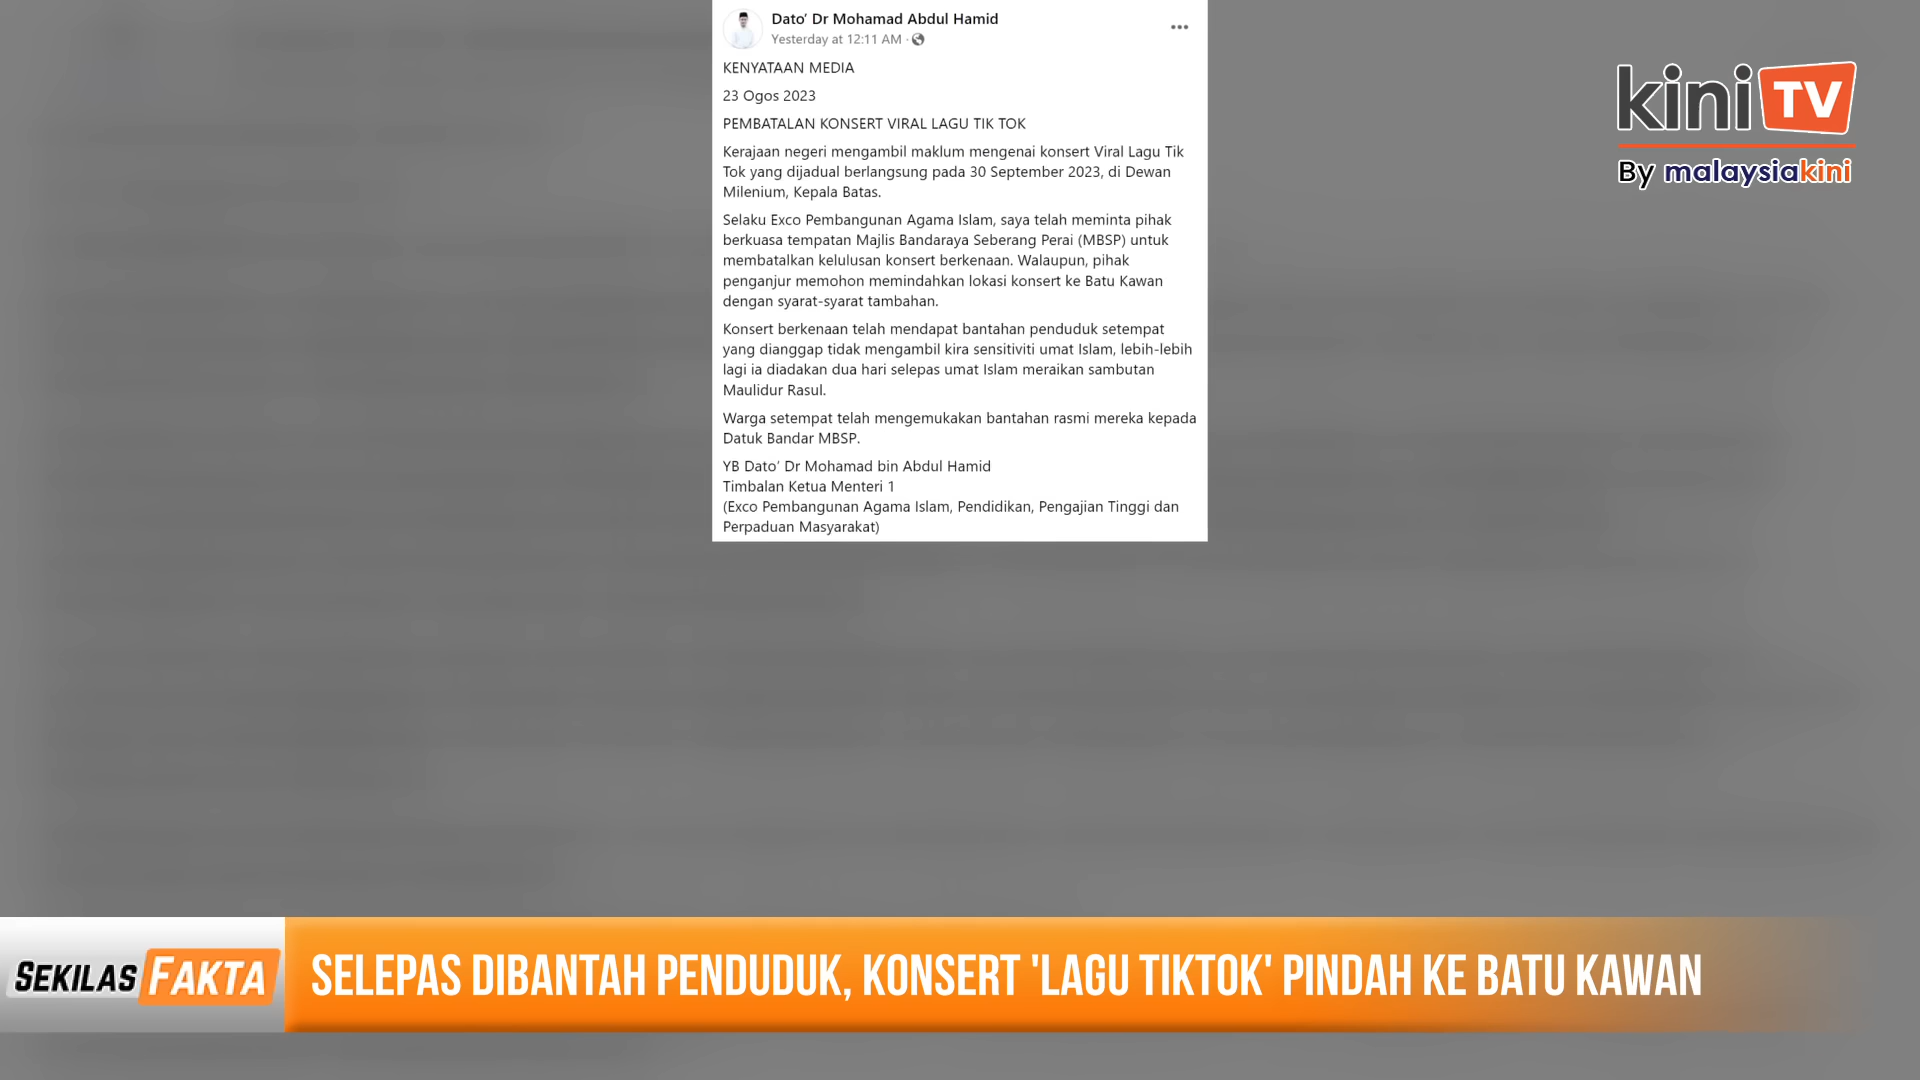 Dato’ Dr Mohamad Abdul Hamid
Yesterday at 12:11 AM ·
KENYATAAN MEDIA
23 Ogos 2023
PEMBATALAN KONSERT VIRAL LAGU TIK TOK
Kerajaan negeri mengambil maklum mengenai konsert Viral Lagu Tik
Tok yang dijadual berlangsung pada 30 September 2023, di Dewan
Milenium, Kepala Batas.
Selaku Exco Pembangunan Agama Islam, saya telah meminta pihak
berkuasa tempatan Majlis Bandaraya Seberang Perai (MBSP) untuk
membatalkan kelulusan konsert berkenaan. Walaupun, pihak
penganjur memohon memindahkan lokasi konsert ke Batu Kawan
dengan syarat-syarat tambahan.
Konsert berkenaan telah mendapat bantahan penduduk setempat
yang dianggap tidak mengambil kira sensitiviti umat Islam, lebih-lebih
lagi ia diadakan dua hari selepas umat Islam meraikan sambutan
Maulidur Rasul.
Warga setempat telah mengemukakan bantahan rasmi mereka kepada
Datuk Bandar MBSP.
YB Dato’ Dr Mohamad bin Abdul Hamid
Timbalan Ketua Menteri 1
(Exco Pembangunan Agama Islam, Pendidikan, Pengajian Tinggi dan
Perpaduan Masyarakat)
kini TV
By malaysiakini
SEKILAS FAKTA
SELEPAS DIBANTAH PENDUDUK, KONSERT 'LAGU TIKTOK' PINDAH KE BATU KAWAN